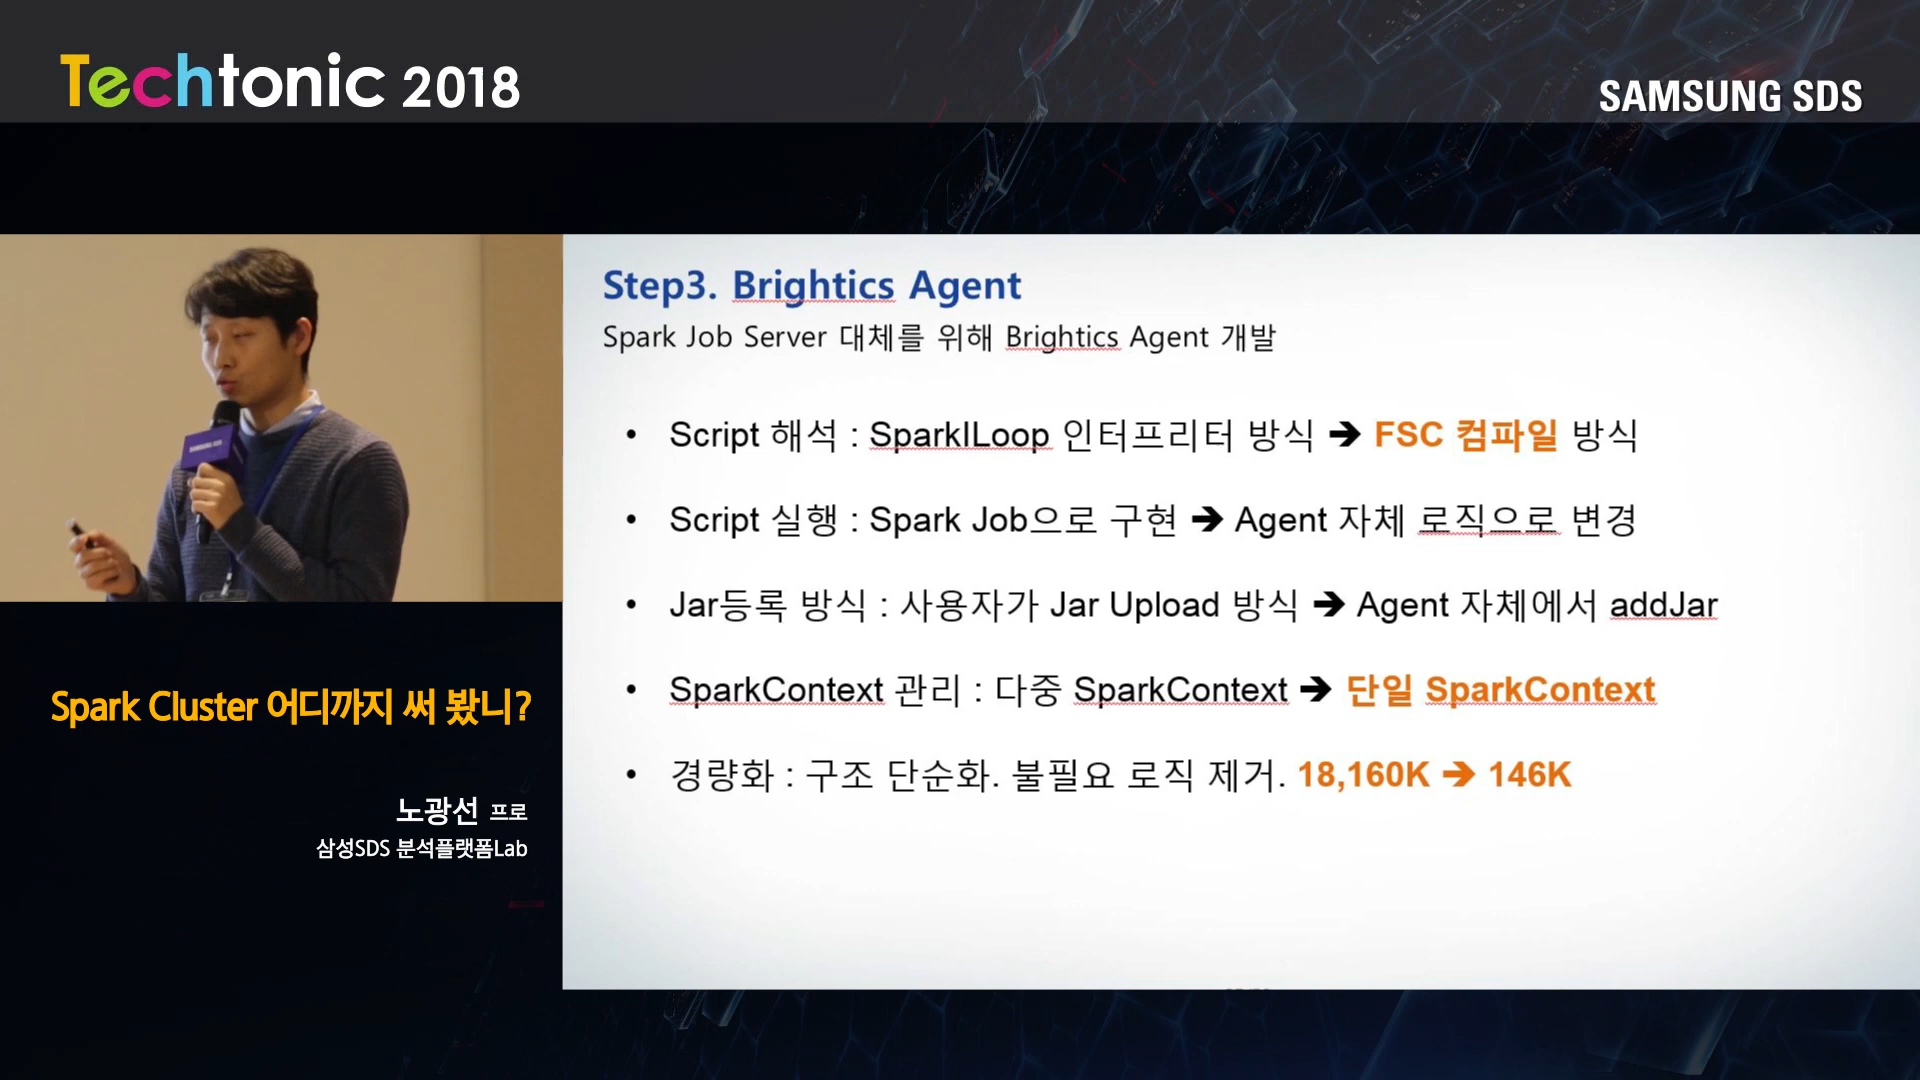 Techtonic 2018
SAMSUNG SDS
SAMSUNG SDS
Step3. Brightics Agent
Spark Job Server 대체를 위해 Brightics Agent 개발
• Script 해석 : SparkILoop 인터프리터 방식 ➔ FSC 컴파일 방식
• Script 실행 : Spark Job으로 구현 ➔ Agent 자체 로직으로 변경
• Jar등록 방식 : 사용자가 Jar Upload 방식 ➔ Agent 자체에서 addJar
• SparkContext 관리 : 다중 SparkContext ➔ 단일 SparkContext
• 경량화 : 구조 단순화. 불필요 로직 제거. 18,160K ➔ 146K
Spark Cluster 어디까지 써 봤니?
노광선 프로
삼성SDS 분석플랫폼Lab